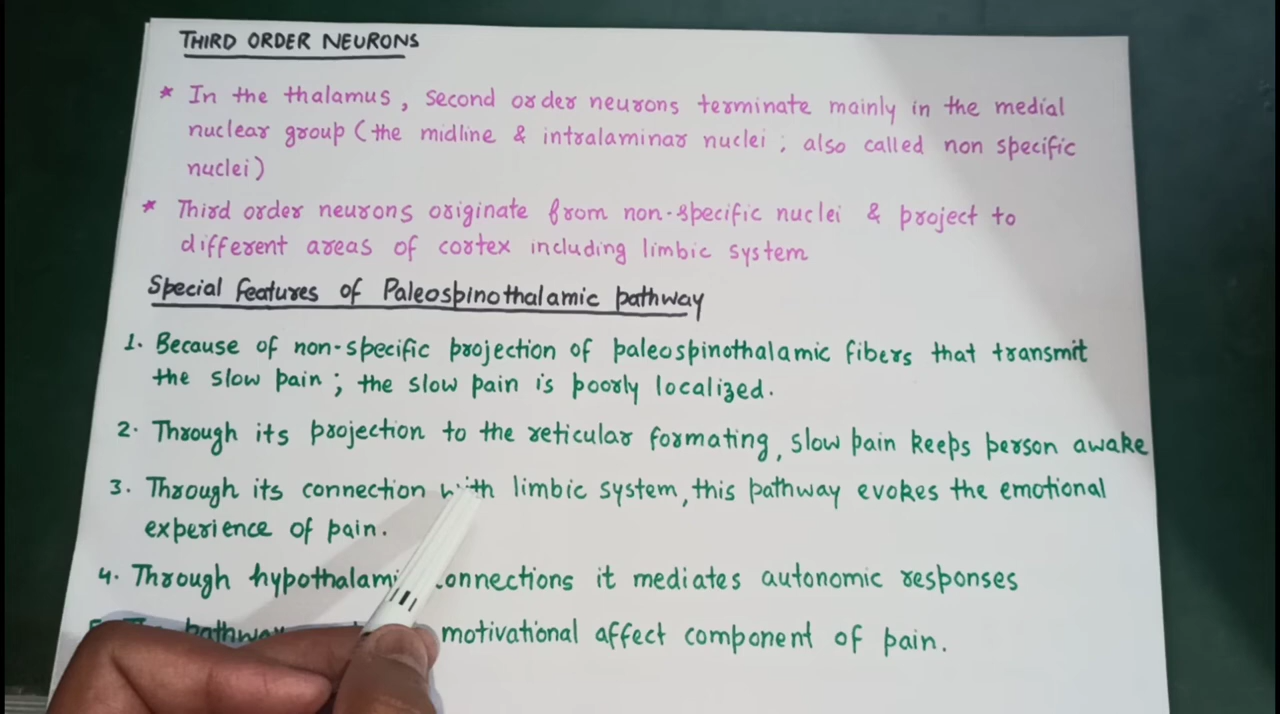 THIRD ORDER NEURONS
* In the thalamus, second order neurons terminate mainly in the medial
nuclear group (the midline & intralaminar nuclei ; also called non specific
nuclei)
* Third order neurons originate from non-specific nuclei & project to
different areas of cortex including limbic system
Special features of Paleospinothalamic pathway
1. Because of non-specific projection of paleospinothalamic fibers that transmit
the slow pain ; the slow pain is poorly localized.
2. Through its projection to the reticular formating, slow pain keeps person awake
3. Through its connection with limbic system, this pathway evokes the emotional
experience of pain.
4. Through hypothalamic connections it mediates autonomic responses
motivational affect component of pain.